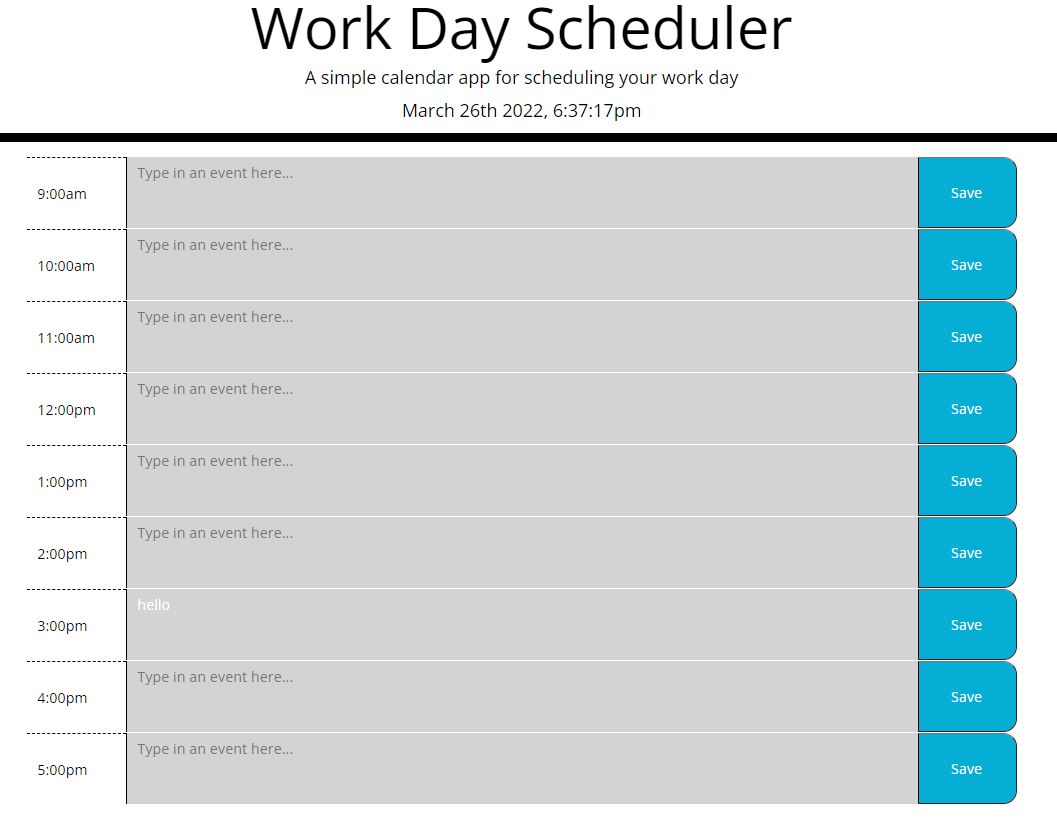 Work Day Scheduler
A simple calendar app for scheduling your work day
March 26th 2022, 6:37:17pm
9:00am Type in an event here... Save
10:00am Type in an event here... Save
11:00am Type in an event here... Save
12:00pm Type in an event here... Save
1:00pm Type in an event here... Save
2:00pm Type in an event here... Save
3:00pm hello Save
4:00pm Type in an event here... Save
5:00pm Type in an event here... Save